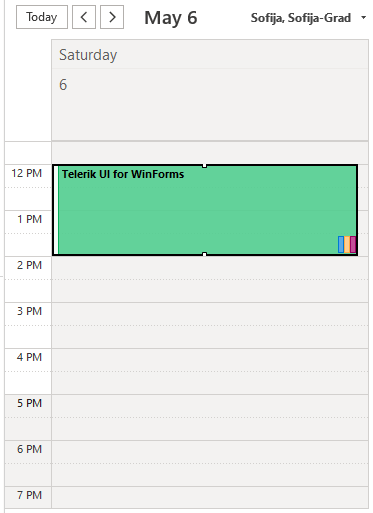 Today
May 6
Sofija, Sofija-Grad
Saturday
6
12 PM
Telerik UI for WinForms
1 PM
2 PM
3 PM
4 PM
5 PM
6 PM
7 PM